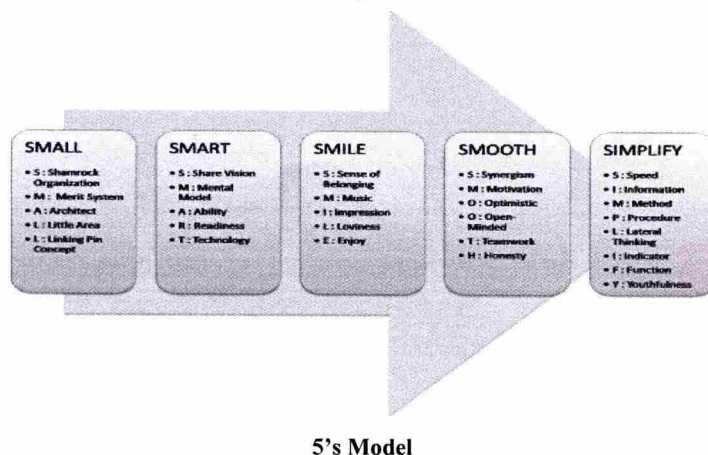 SMALL
• S : Shamrock
Organization
• M : Merit System
• A : Architect
• L : Little Area
• L : Linking Pin
Concept
SMART
• S : Share Vision
• M : Mental
Model
• A : Ability
• R : Readiness
• T : Technology
SMILE
• S : Sense of
Belonging
• M : Music
• I : Impression
• L : Loviness
• E : Enjoy
SMOOTH
• S : Synergism
• M : Motivation
• O : Optimistic
• O : Open-
Minded
• T : Teamwork
• H : Honesty
SIMPLIFY
• S : Speed
• I : Information
• M : Method
• P : Procedure
• L : Lateral
Thinking
• I : Indicator
• F : Function
• Y : Youthfulness
5's Model